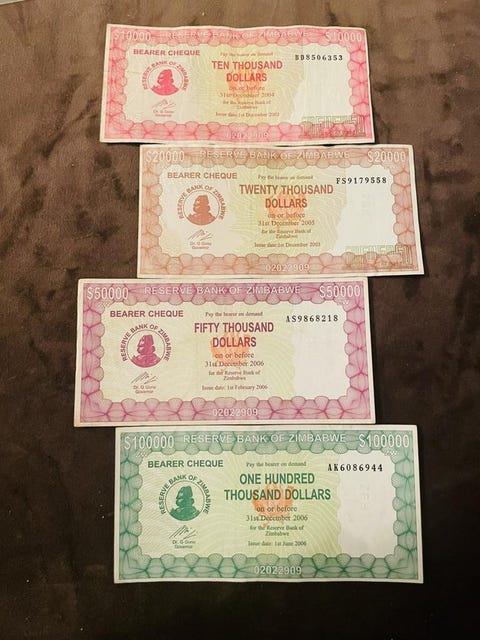 $10000 RESERVE BANK OF ZIMBABWE $10000
BEARER CHEQUE
Pay the bearer on demand
BD8506353
TEN THOUSAND
DOLLARS
on or before
31st December 2004
for the Reserve Bank of
Zimbabwe
Issue date: 1st December 2003
RESERVE BANK OF ZIMBABWE
Governor
02022909
$20000 RESERVE BANK OF ZIMBABWE $20000
BEARER CHEQUE
Pay the bearer on demand
FS9179558
TWENTY THOUSAND
DOLLARS
on or before
31st December 2005
for the Reserve Bank of
Zimbabwe
Issue date: 1st December 2003
RESERVE BANK OF ZIMBABWE
Dr. G Gono
Governor
02022909
$50000 RESERVE BANK OF ZIMBABWE $50000
BEARER CHEQUE
Pay the bearer on demand
AS9868218
FIFTY THOUSAND
DOLLARS
on or before
31st December 2006
for the Reserve Bank of
Zimbabwe
Issue date: 1st February 2006
RESERVE BANK OF ZIMBABWE
Dr. G Gono
Governor
02022909
$100000 RESERVE BANK OF ZIMBABWE $100000
BEARER CHEQUE
Pay the bearer on demand
AK6086944
ONE HUNDRED
THOUSAND DOLLARS
on or before
31st December 2006
for the Reserve Bank of
Zimbabwe
Issue date: 1st June 2006
RESERVE BANK OF ZIMBABWE
Dr. G Gono
Governor
02022909